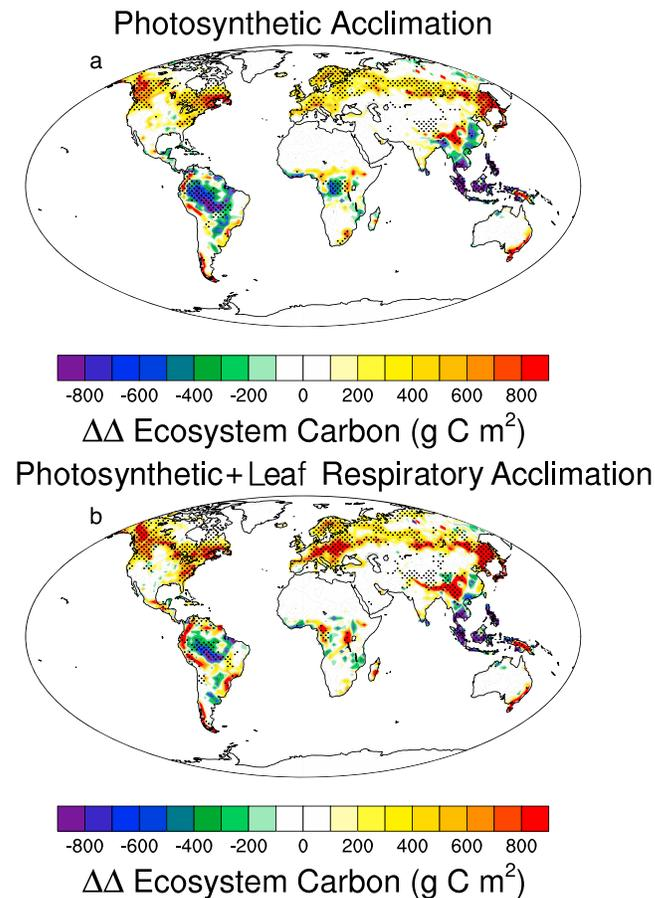 Photosynthetic Acclimation
a
-800 -600 -400 -200 0 200 400 600 800
ΔΔ Ecosystem Carbon (g C m²)
Photosynthetic+Leaf Respiratory Acclimation
b
-800 -600 -400 -200 0 200 400 600 800
ΔΔ Ecosystem Carbon (g C m²)